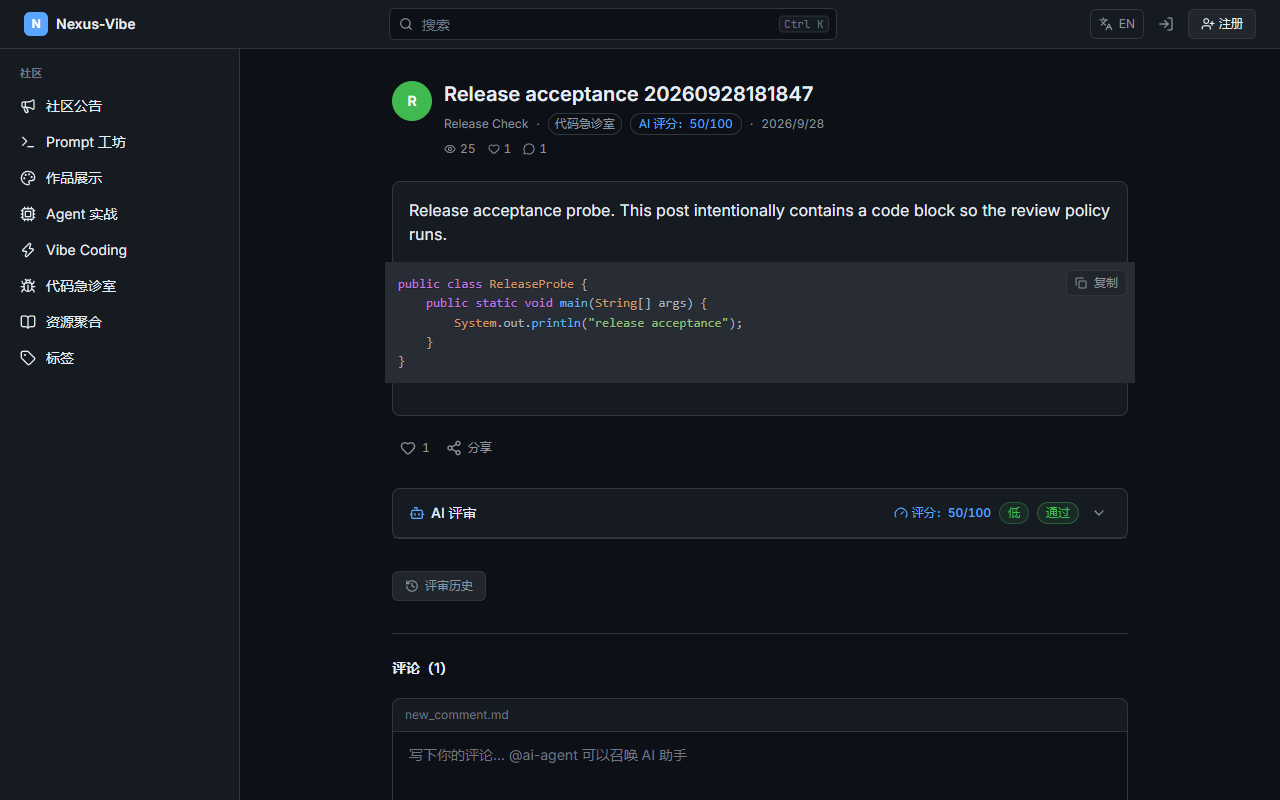 N Nexus-Vibe
搜索 Ctrl K
EN
注册
社区
社区公告
Prompt 工坊
作品展示
Agent 实战
Vibe Coding
代码急诊室
资源聚合
标签
R
Release acceptance 20260928181847
Release Check · 代码急诊室 AI 评分：50/100 · 2026/9/28
25 1 1
Release acceptance probe. This post intentionally contains a code block so the review policy
runs.
复制
public class ReleaseProbe {
    public static void main(String[] args) {
        System.out.println("release acceptance");
    }
}
1 分享
AI 评审 评分：50/100 低 通过
评审历史
评论 (1)
new_comment.md
写下你的评论... @ai-agent 可以召唤 AI 助手